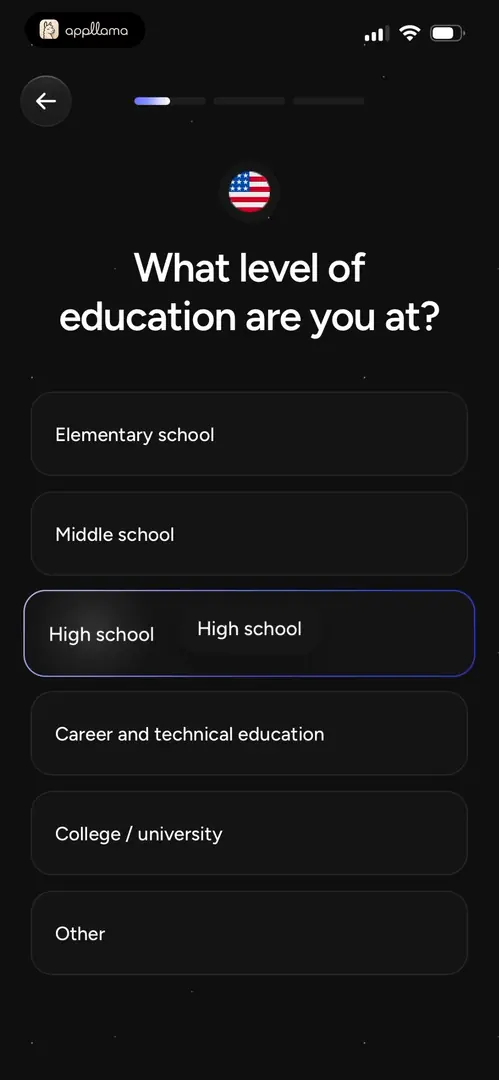 appllama
What level of
education are you at?
Elementary school
Middle school
High school
High school
Career and technical education
College / university
Other